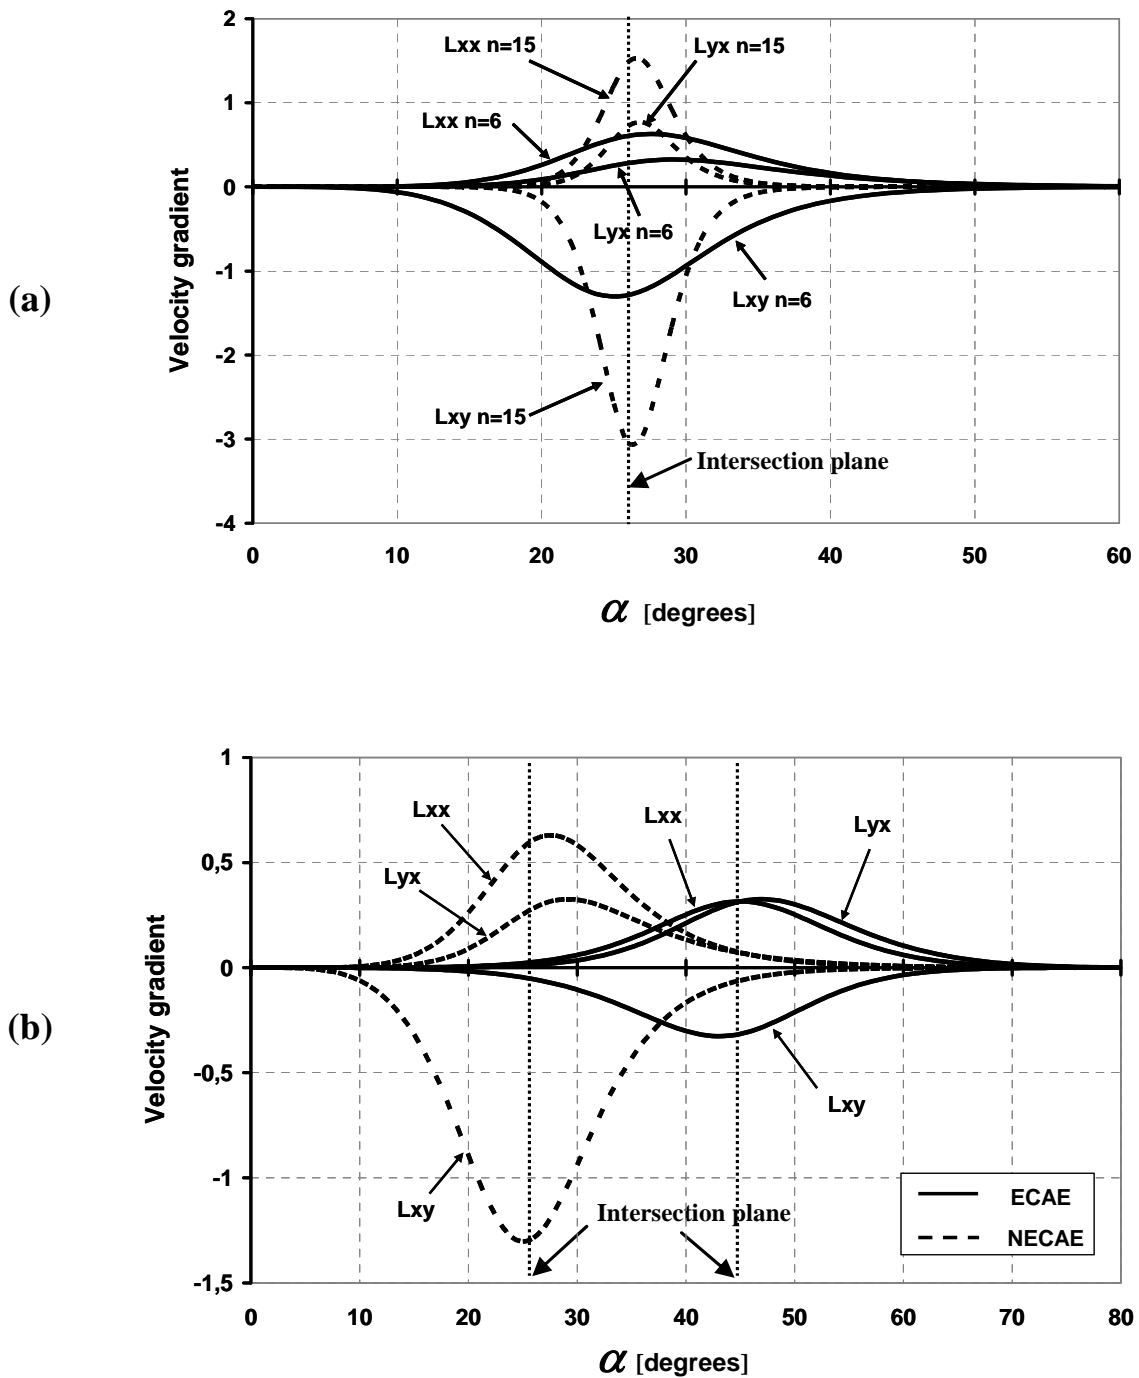 2
Lxx n=15
Lyx n=15
1
Lxx n=6
0
Lyx n=6
-1
Lxy n=6
-2
Lxy n=15
-3
Intersection plane
-4
Velocity gradient
(a)
0 10 20 30 40 50 60
α [degrees]
1
Lxx
Lxx
Lyx
0,5
Lyx
0
-0,5
Lxy
-1
Lxy
Intersection plane
-1,5
Velocity gradient
(b)
ECAE
NECAE
0 10 20 30 40 50 60 70 80
α [degrees]